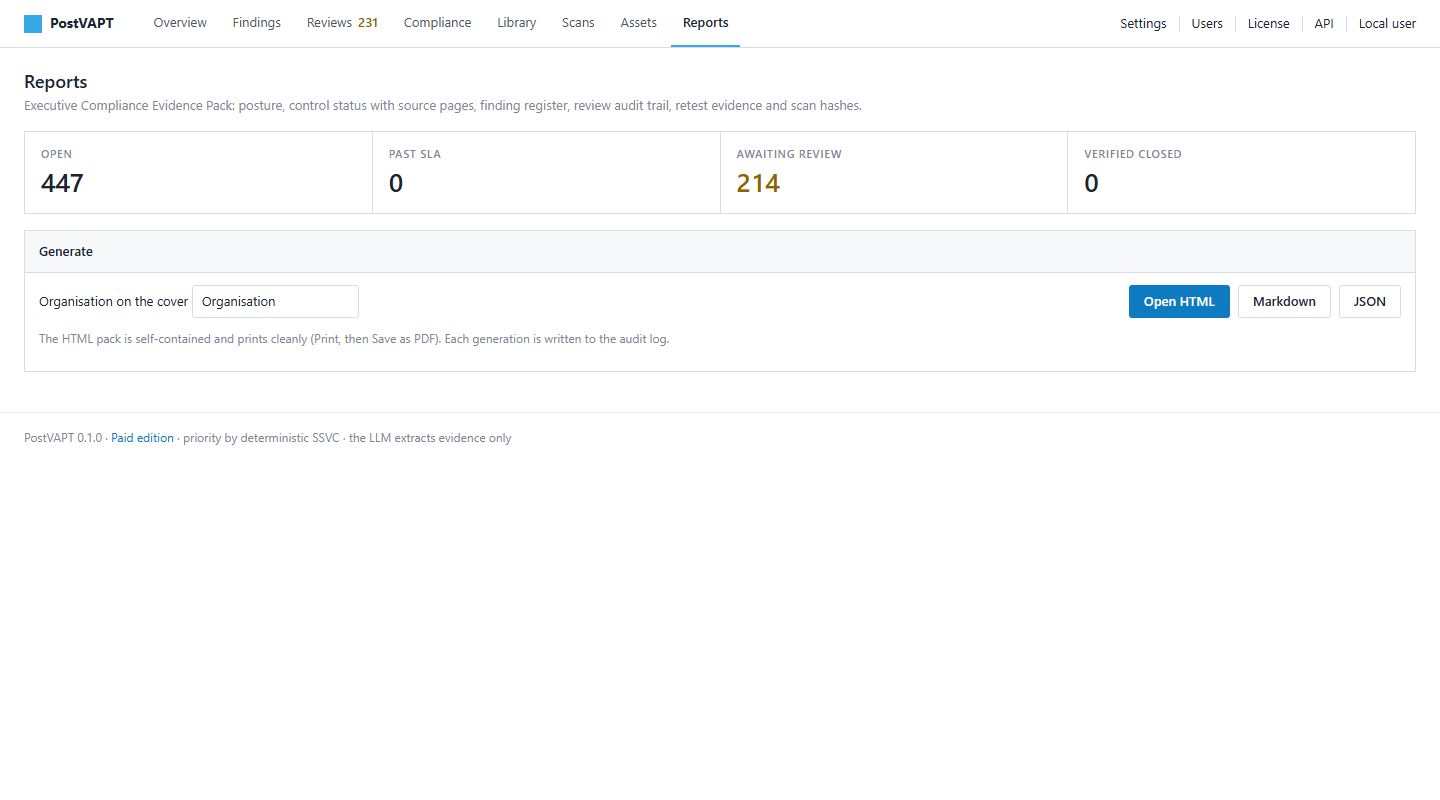 PostVAPT Overview Findings Reviews 231 Compliance Library Scans Assets Reports Settings Users License API Local user
Reports
Executive Compliance Evidence Pack: posture, control status with source pages, finding register, review audit trail, retest evidence and scan hashes.
OPEN PAST SLA AWAITING REVIEW VERIFIED CLOSED
447 0 214 0
Generate
Organisation on the cover Organisation Open HTML Markdown JSON
The HTML pack is self-contained and prints cleanly (Print, then Save as PDF). Each generation is written to the audit log.
PostVAPT 0.1.0 · Paid edition · priority by deterministic SSVC · the LLM extracts evidence only